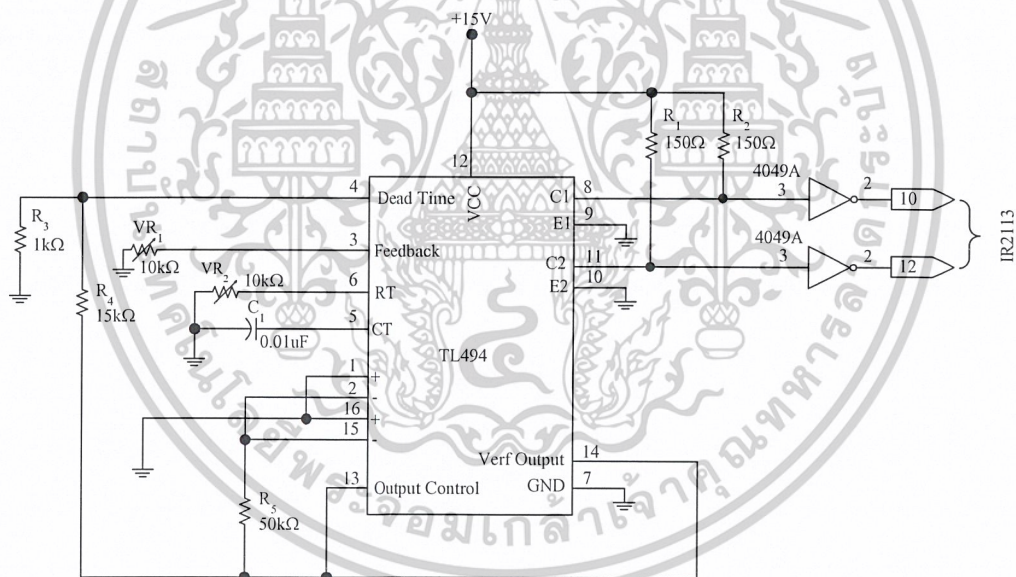 +15V
R1
150Ω
R2
150Ω
12
VCC
4
Dead Time
C1
8
4049A
3
2
10
R3
1kΩ
E1
9
VR1
10kΩ
3
Feedback
C2
11
4049A
3
2
12
IR2113
E2
10
VR2
10kΩ
6
RT
R4
15kΩ
C1
0.01uF
5
CT
TL494
1
+
2
-
16
+
15
-
Verf Output
14
13
Output Control
GND
7
R5
50kΩ